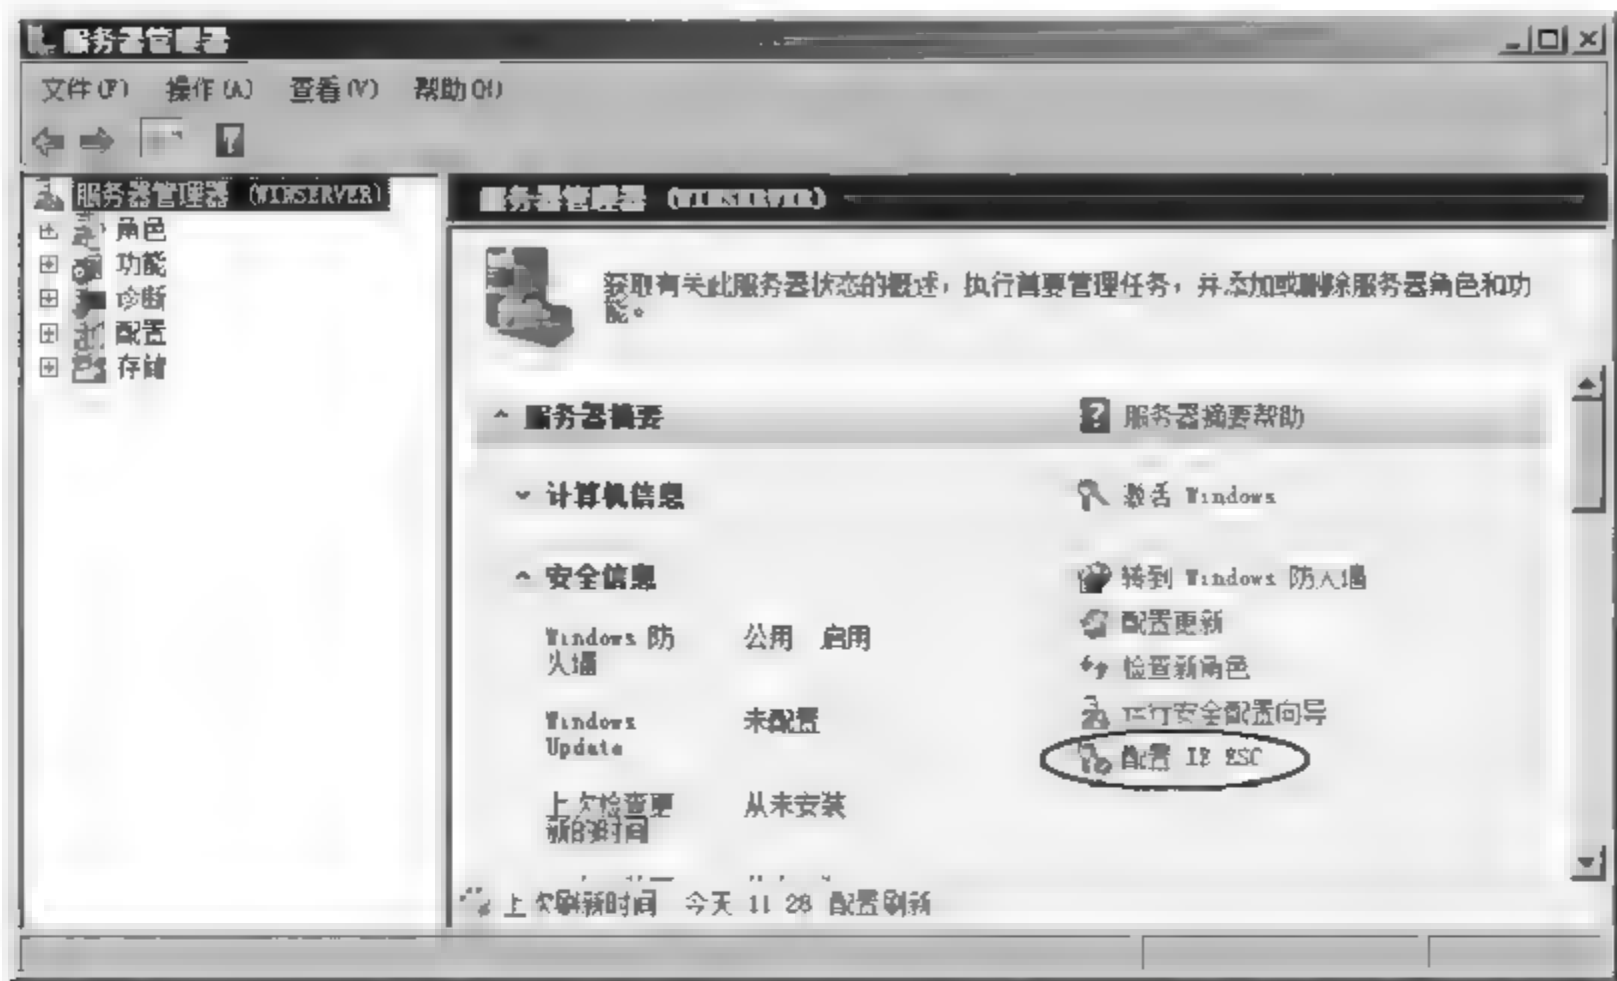 服务器管理器
文件(F) 操作(A) 查看(V) 帮助(H)
服务器管理器 (WINSERVER)
角色
功能
诊断
配置
存储
服务器管理器 (WINSERVER)
获取有关此服务器状态的概述，执行首要管理任务，并添加或删除服务器角色和功
能。
服务器摘要
服务器摘要帮助
计算机信息
激活 Windows
安全信息
转到 Windows 防火墙
配置更新
检查新角色
运行安全配置向导
配置 IE ESC
Windows 防
火墙
公用 启用
Windows
Update
未配置
上次检查更
新的时间
从未安装
上次刷新时间 今天 11 28 配置刷新